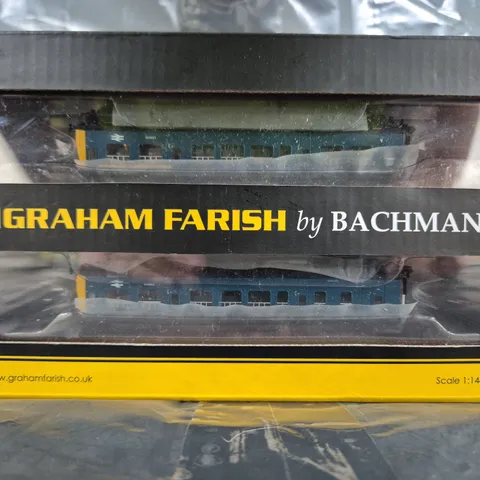 GRAHAM FARISH by BACHMAN
w.grahamfarish.co.uk
Scale 1:14